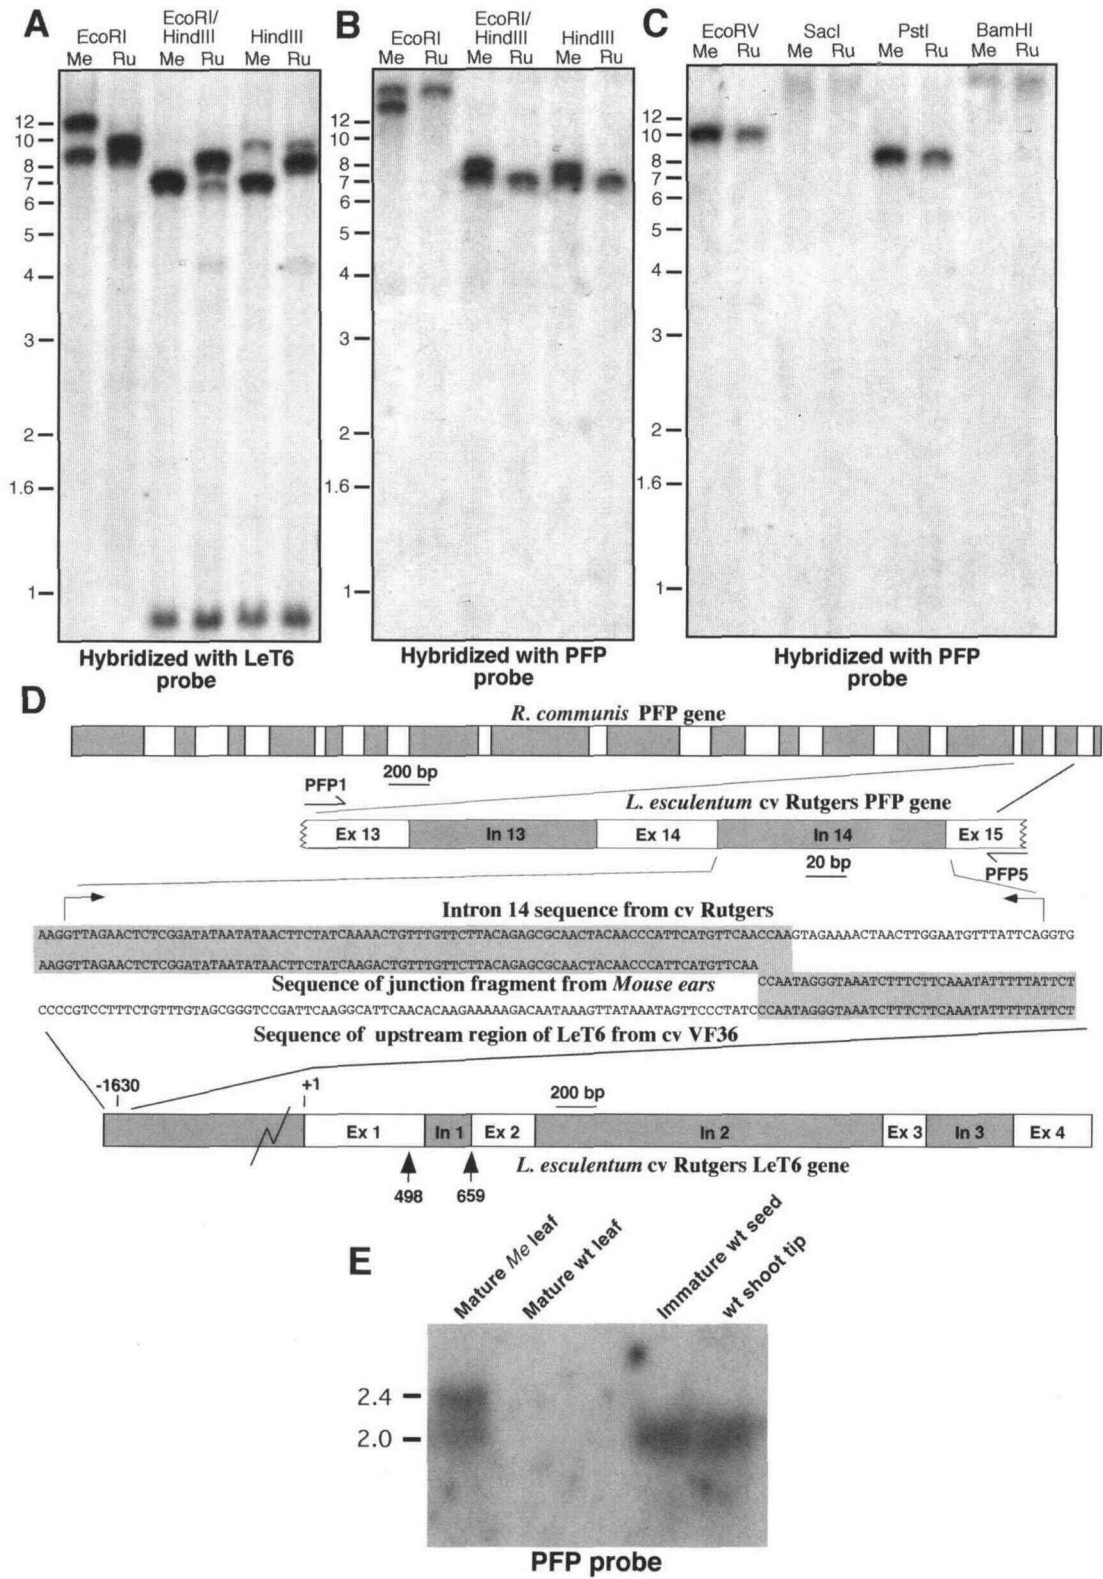 A
EcoRI
EcoRI/
HindIII
HindIII
Me Ru Me Ru Me Ru
12
10
8
7
6
5
4
3
2
1.6
1
Hybridized with LeT6
probe
B
EcoRI
EcoRI/
HindIII
HindIII
Me Ru Me Ru Me Ru
12
10
8
7
6
5
4
3
2
1.6
1
Hybridized with PFP
probe
C
EcoRV SacI PstI BamHI
Me Ru Me Ru Me Ru Me Ru
12
10
8
7
6
5
4
3
2
1.6
1
Hybridized with PFP
probe
D
R. communis PFP gene
200 bp
PFP1
L. esculentum cv Rutgers PFP gene
Ex 13 In 13 Ex 14 In 14 Ex 15
20 bp
PFP5
Intron 14 sequence from cv Rutgers
AAGGTTAGAACTCTCGGATATAATATAACTTCTATCAAAACTGTTTGTTCTTACAGAGCGCAACTACAACCCATTCATGTTCAACCAAGTAGAAAACTAACTTGGAATGTTTATTCAGGTG
AAGGTTAGAACTCTCGGATATAATATAACTTCTATCAAGACTGTTTGTTCTTACAGAGCGCAACTACAACCCATTCATGTTCAA
CCAATAGGGTAAATCTTTCTTCAAATATTTTTATTCT
Sequence of junction fragment from Mouse ears
CCCCGTCCTTTCTGTTTGTAGCGGGTCCGATTCAAGGCATTCAACACAAGAAAAAGACAATAAAGTTATAAATAGTTCCCTATCCCAATAGGGTAAATCTTTCTTCAAATATTTTTATTCT
Sequence of upstream region of LeT6 from cv VF36
-1630
+1
200 bp
Ex 1 In 1 Ex 2 In 2 Ex 3 In 3 Ex 4
L. esculentum cv Rutgers LeT6 gene
498 659
E
Mature Me leaf
Mature wt leaf
Immature wt seed
wt shoot tip
2.4
2.0
PFP probe